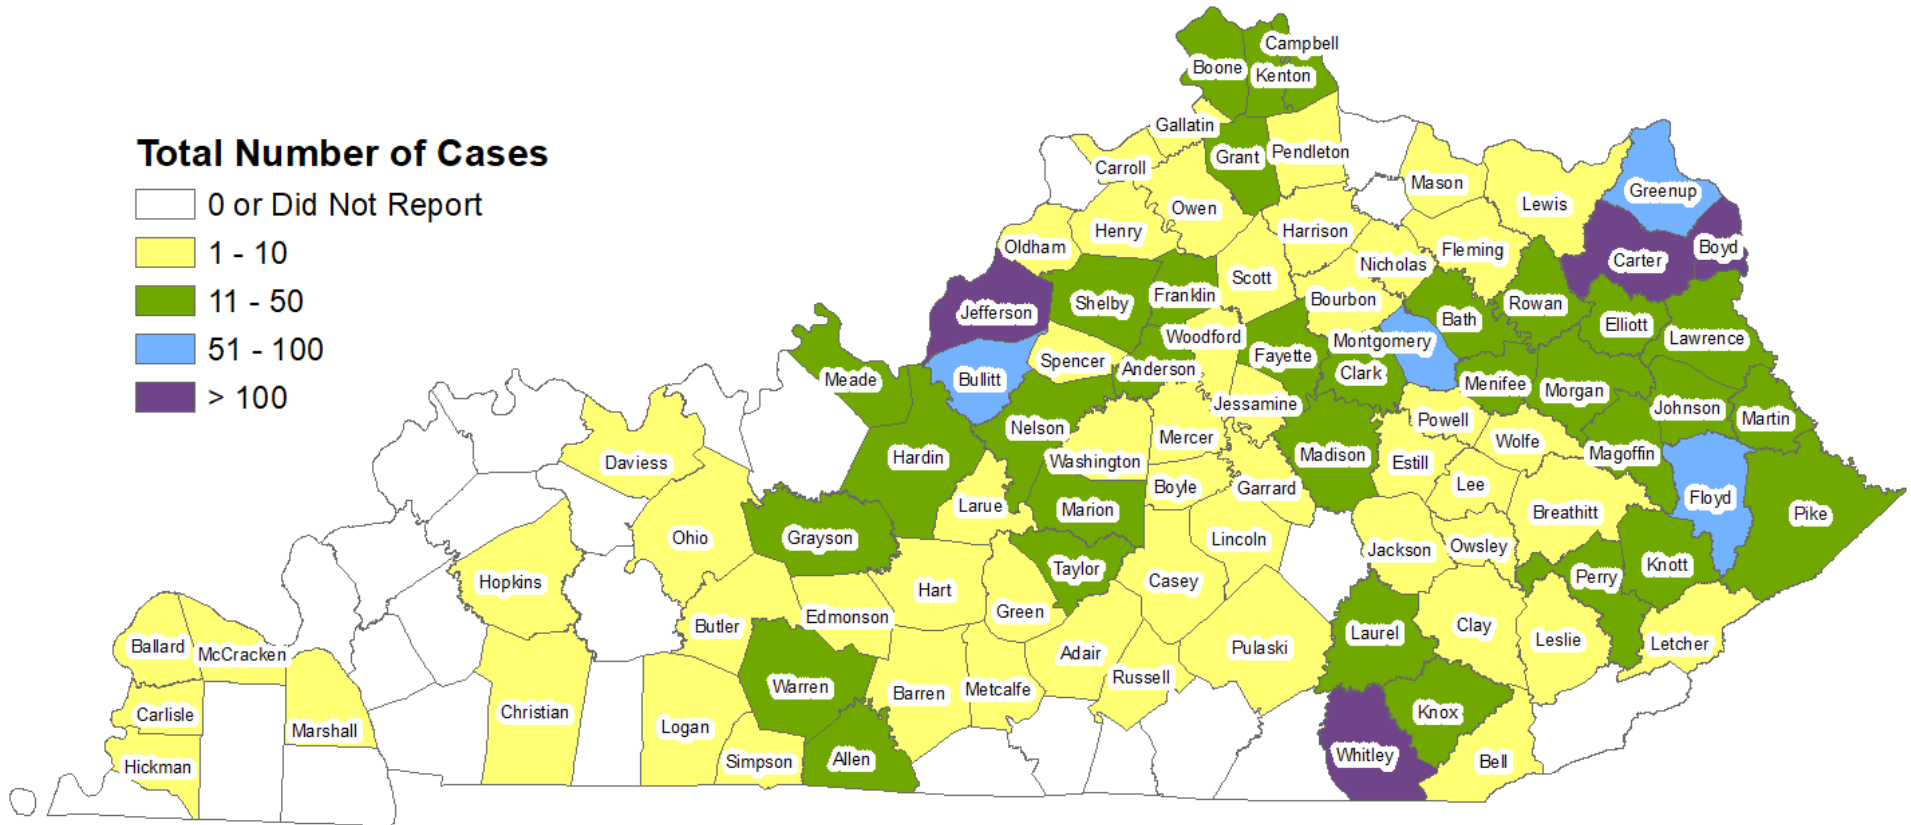 Total Number of Cases
0 or Did Not Report
1 - 10
11 - 50
51 - 100
> 100
Campbell
Boone
Kenton
Gallatin
Grant
Pendleton
Carroll
Mason
Greenup
Owen
Lewis
Henry
Harrison
Oldham
Fleming
Boyd
Carter
Nicholas
Scott
Shelby
Franklin
Bourbon
Rowan
Jefferson
Bath
Elliott
Woodford
Lawrence
Montgomery
Fayette
Spencer
Anderson
Clark
Bullitt
Meade
Menifee
Morgan
Jessamine
Johnson
Martin
Powell
Nelson
Mercer
Wolfe
Madison
Magoffin
Hardin
Washington
Daviess
Estill
Lee
Boyle
Garrard
Floyd
Larue
Marion
Breathitt
Pike
Ohio
Grayson
Lincoln
Owsley
Jackson
Knott
Taylor
Perry
Hopkins
Casey
Hart
Green
Edmonson
Butler
Clay
Laurel
Leslie
Letcher
Ballard
McCracken
Pulaski
Adair
Russell
Warren
Metcalfe
Barren
Carlisle
Christian
Knox
Logan
Marshall
Whitley
Allen
Simpson
Bell
Hickman